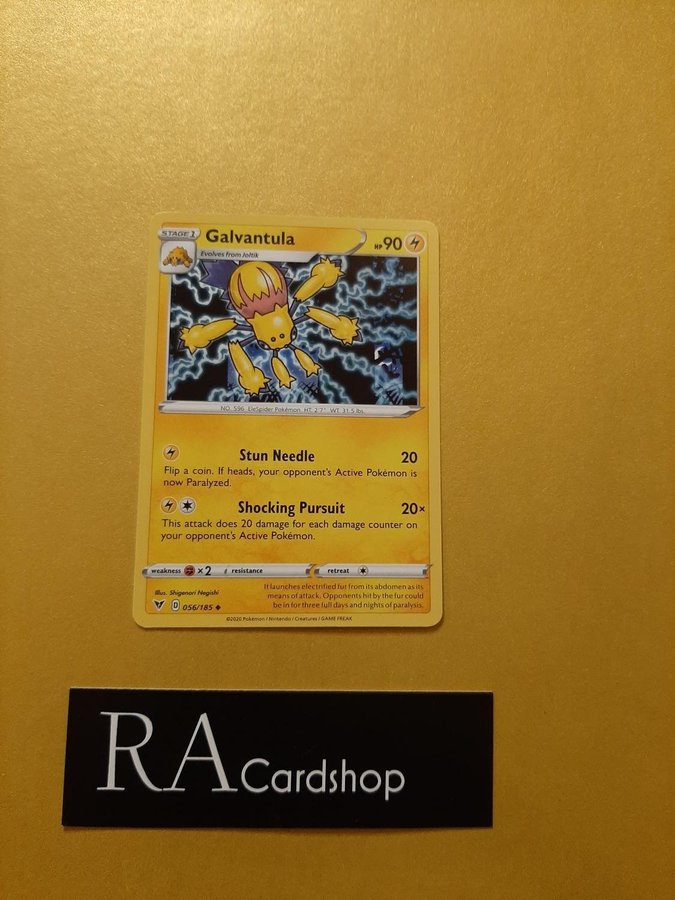 STAGE 1 Galvantula HP 90
Evolves from Joltik
NO. 596 EleSpider Pokémon. HT: 2'7" WT: 31.5 lbs.
Stun Needle 20
Flip a coin. If heads, your opponent's Active Pokémon is
now Paralyzed.
Shocking Pursuit 20×
This attack does 20 damage for each damage counter on
your opponent's Active Pokémon.
weakness ×2 resistance retreat
Illus. Shigenori Negishi
It launches electrified fur from its abdomen as its
means of attack. Opponents hit by the fur could
be in for three full days and nights of paralysis.
D 056/185
©2020 Pokémon / Nintendo / Creatures / GAME FREAK
RA Cardshop